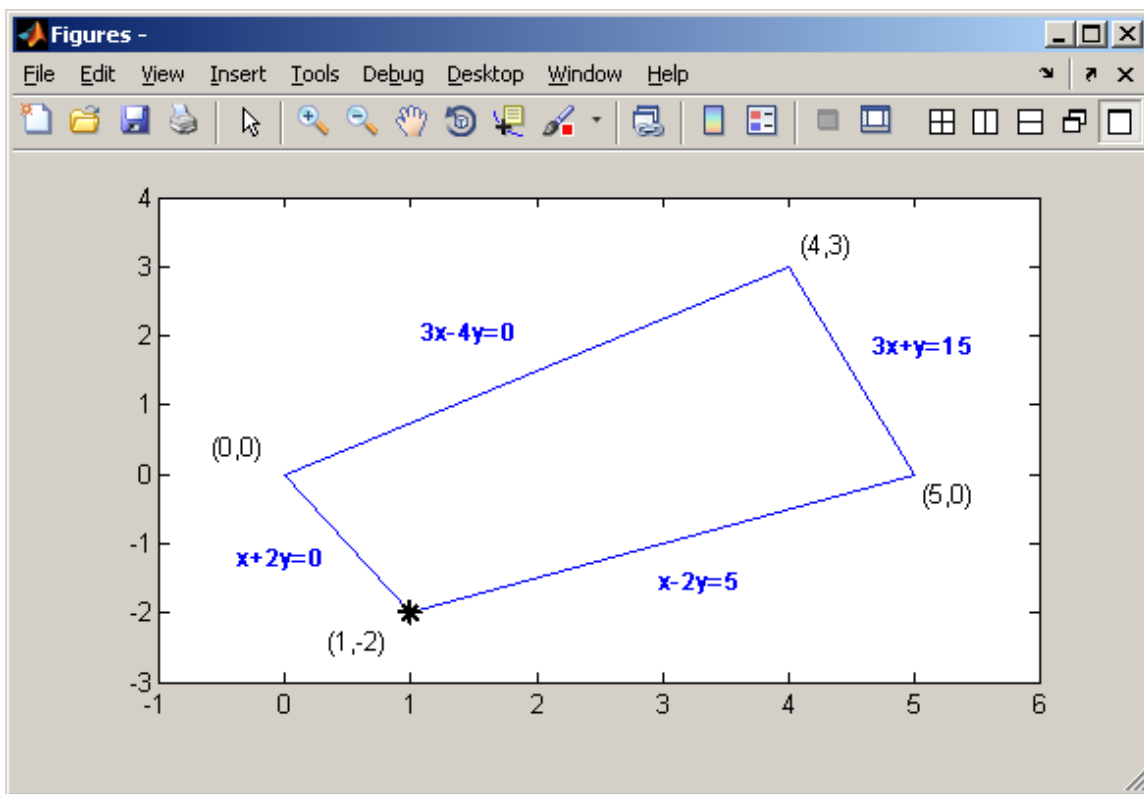 Figures -
File Edit View Insert Tools Debug Desktop Window Help
4
(4,3)
3
3x-4y=0
3x+y=15
2
1
(0,0)
0
(5,0)
-1
x+2y=0
x-2y=5
-2
(1,-2)
-3
-1 0 1 2 3 4 5 6